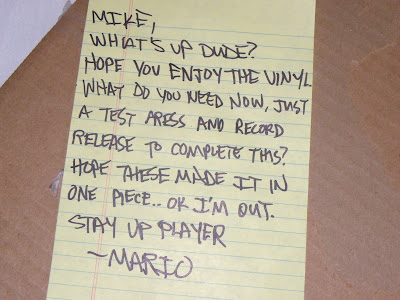 MIKE,
WHAT'S UP DUDE?
HOPE YOU ENJOY THE VINYL
WHAT DO YOU NEED NOW, JUST
A TEST PRESS AND RECORD
RELEASE TO COMPLETE THIS?
HOPE THESE MADE IT IN
ONE PIECE.. OK I'M OUT.
STAY UP PLAYER
~MARIO